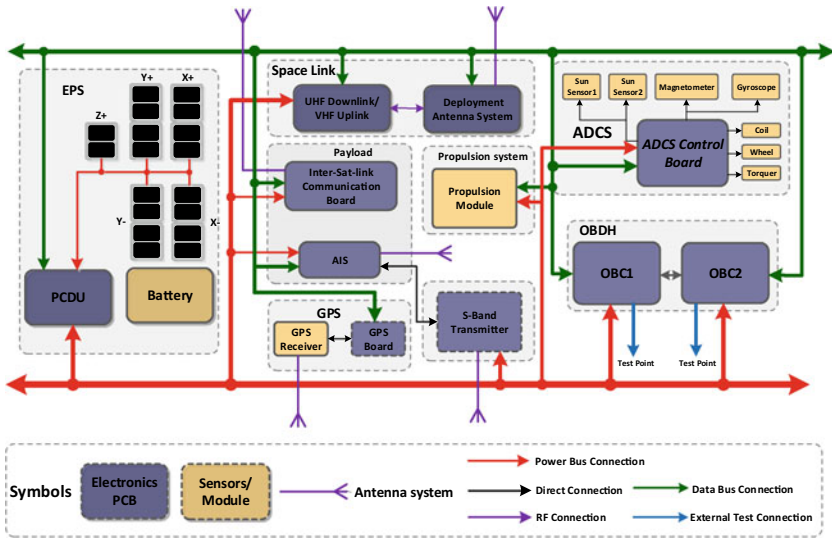 EPS
Y+
X+
Z+
Y-
X-
PCDU
Battery
Space Link
UHF Downlink/
VHF Uplink
Deployment
Antenna System
Payload
Inter-Sat-link
Communication
Board
AIS
GPS
GPS
Receiver
GPS
Board
Propulsion system
Propulsion
Module
S-Band
Transmitter
Sun
Sensor1
Sun
Sensor2
Magnetometer
Gyroscope
ADCS
ADCS Control
Board
Coil
Wheel
Torquer
OBDH
OBC1
OBC2
Test Point
Test Point
Symbols
Electronics
PCB
Sensors/
Module
Antenna system
Power Bus Connection
Direct Connection
Data Bus Connection
RF Connection
External Test Connection